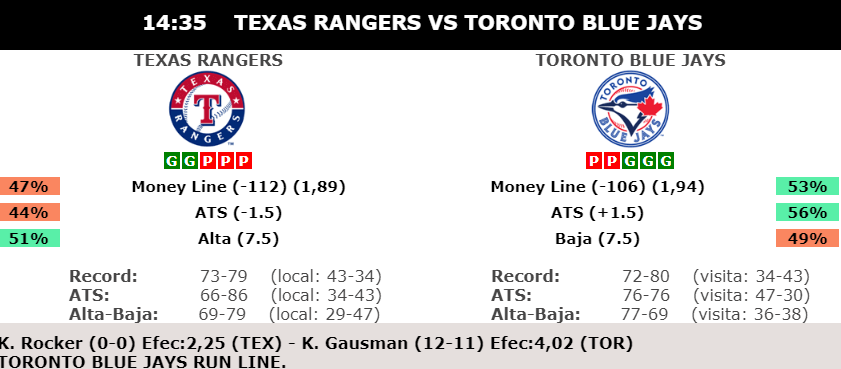 14:35 TEXAS RANGERS VS TORONTO BLUE JAYS
TEXAS RANGERS TORONTO BLUE JAYS
TEXAS T RANGERS TORONTO BLUE JAYS
G G P P P P P G G G
47% Money Line (-112) (1,89) Money Line (-106) (1,94) 53%
44% ATS (-1.5) ATS (+1.5) 56%
51% Alta (7.5) Baja (7.5) 49%
Record: 73-79 (local: 43-34) Record: 72-80 (visita: 34-43)
ATS: 66-86 (local: 34-43) ATS: 76-76 (visita: 47-30)
Alta-Baja: 69-79 (local: 29-47) Alta-Baja: 77-69 (visita: 36-38)
K. Rocker (0-0) Efec:2,25 (TEX) - K. Gausman (12-11) Efec:4,02 (TOR)
TORONTO BLUE JAYS RUN LINE.